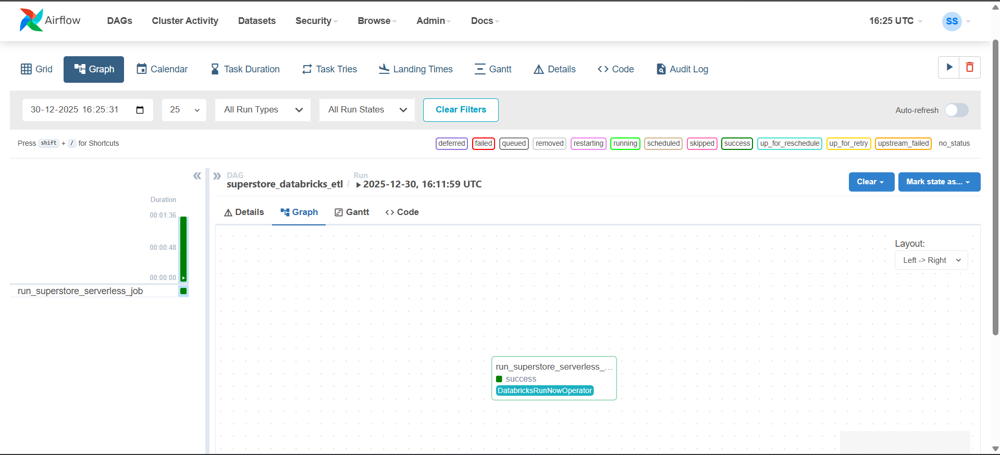 Airflow DAGs Cluster Activity Datasets Security Browse Admin Docs 16:25 UTC SS
Grid Graph Calendar Task Duration Task Tries Landing Times Gantt Details Code Audit Log
30-12-2025 16:25:31 25 All Run Types All Run States Clear Filters Auto-refresh
Press shift + / for Shortcuts deferred failed queued removed restarting running scheduled skipped success up_for_reschedule up_for_retry upstream_failed no_status
DAG Run
superstore_databricks_etl / 2025-12-30, 16:11:59 UTC Clear Mark state as...
Duration
00:01:36
00:00:48
00:00:00
run_superstore_serverless_job
Details Graph Gantt Code
Layout:
Left -> Right
run_superstore_serverless_...
success
DatabricksRunNowOperator